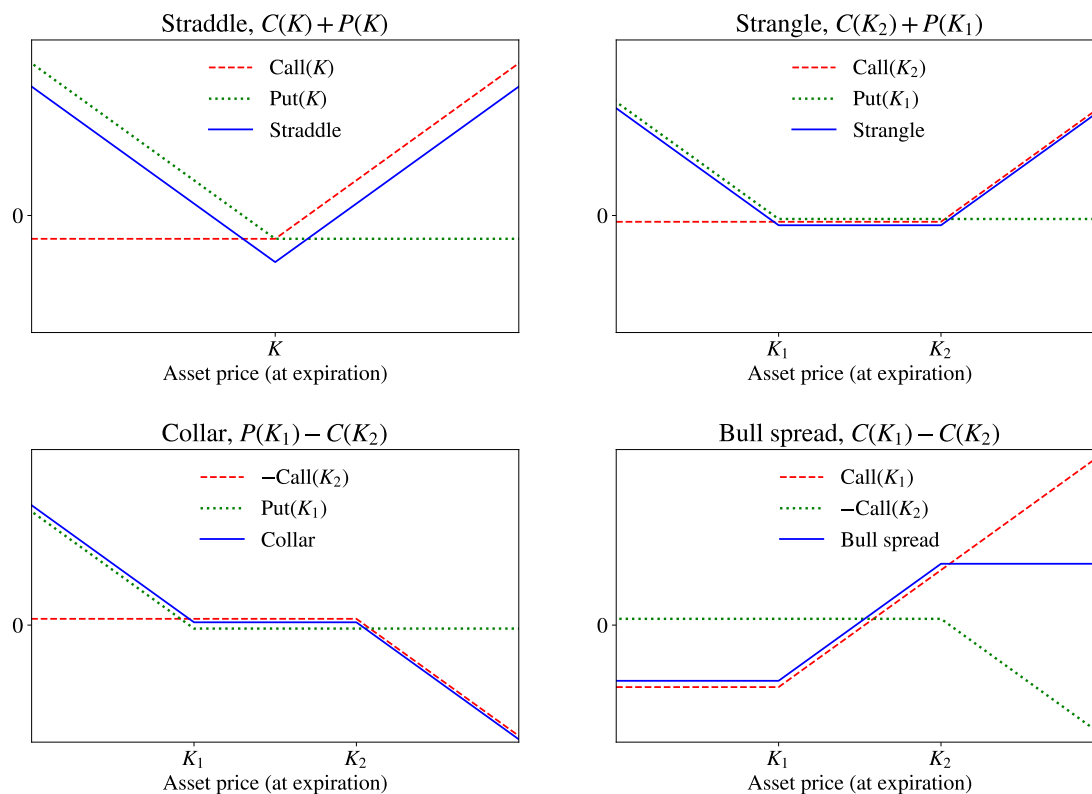 Straddle, C(K) + P(K)
Call(K)
Put(K)
Straddle
0
K
Asset price (at expiration)
Strangle, C(K₂) + P(K₁)
Call(K₂)
Put(K₁)
Strangle
0
K₁ K₂
Asset price (at expiration)
Collar, P(K₁) − C(K₂)
−Call(K₂)
Put(K₁)
Collar
0
K₁ K₂
Asset price (at expiration)
Bull spread, C(K₁) − C(K₂)
Call(K₁)
−Call(K₂)
Bull spread
0
K₁ K₂
Asset price (at expiration)